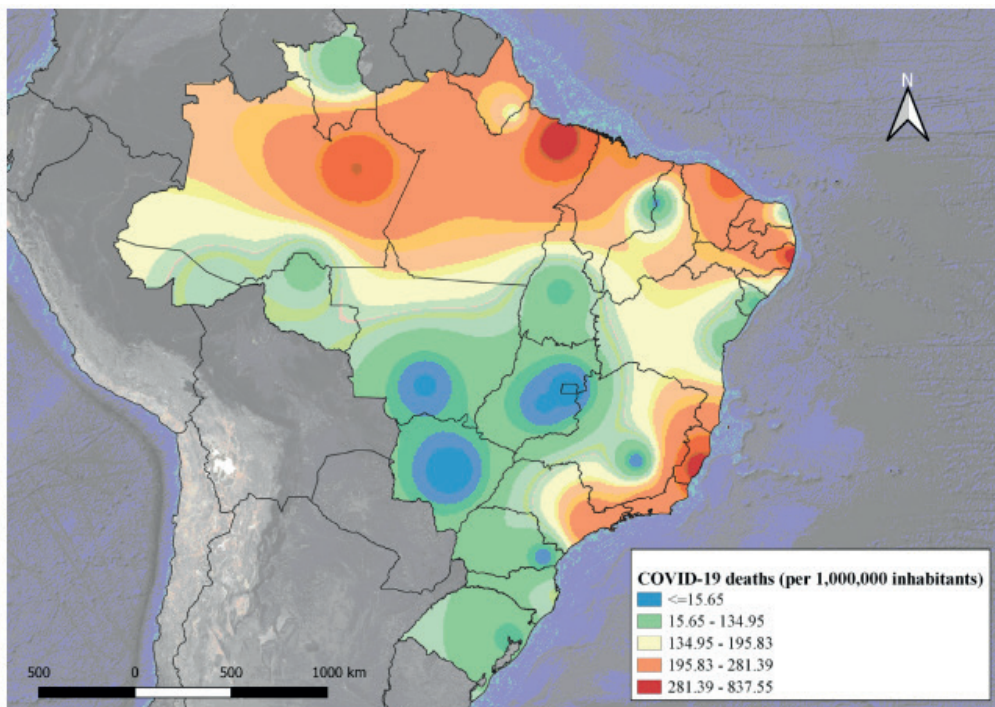 N
COVID-19 deaths (per 1,000,000 inhabitants)
<=15.65
15.65 - 134.95
134.95 - 195.83
195.83 - 281.39
281.39 - 837.55
500 0 500 1000 km